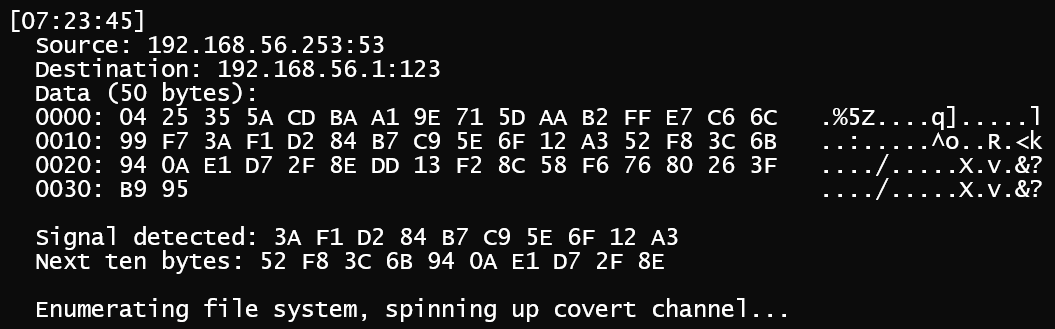 [07:23:45]
Source: 192.168.56.253:53
Destination: 192.168.56.1:123
Data (50 bytes):
0000: 04 25 35 5A CD BA A1 9E 71 5D AA B2 FF E7 C6 6C .%5Z....q].....l
0010: 99 F7 3A F1 D2 84 B7 C9 5E 6F 12 A3 52 F8 3C 6B ..:.....^o..R.<k
0020: 94 0A E1 D7 2F 8E DD 13 F2 8C 58 F6 76 80 26 3F ..../.....X.v.&?
0030: B9 95 ..../.....X.v.&?
Signal detected: 3A F1 D2 84 B7 C9 5E 6F 12 A3
Next ten bytes: 52 F8 3C 6B 94 0A E1 D7 2F 8E
Enumerating file system, spinning up covert channel...